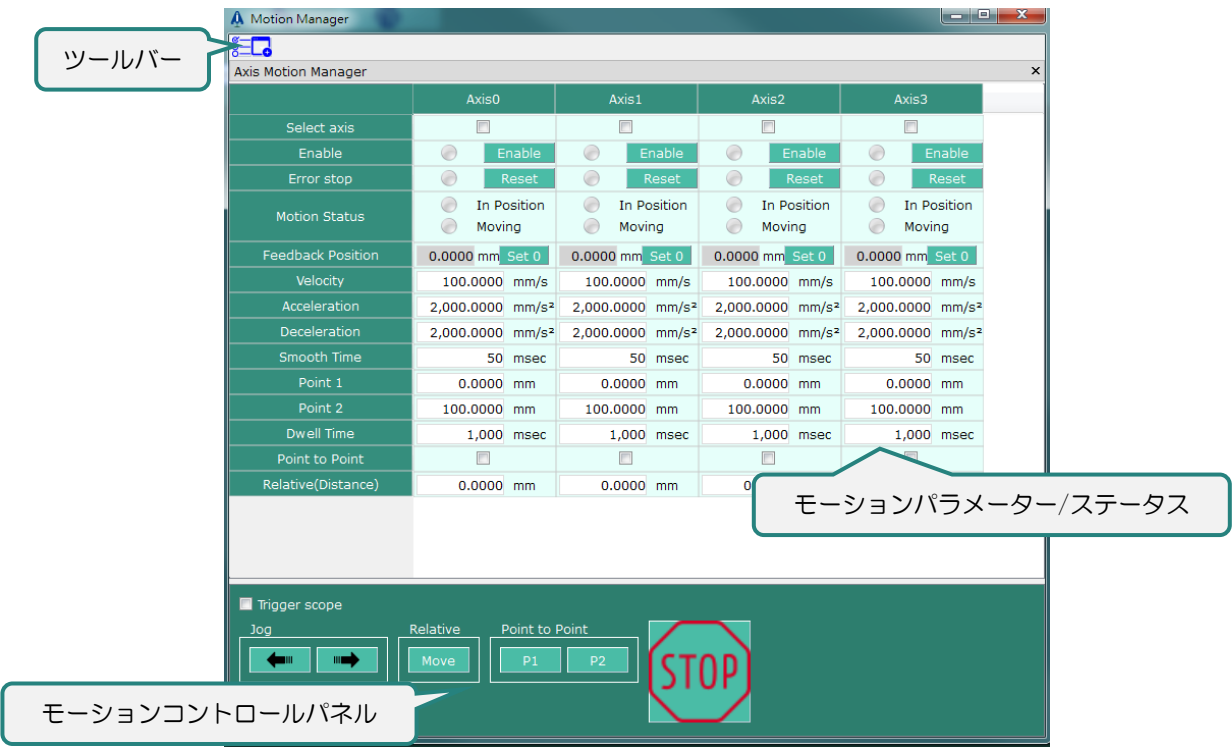 Motion Manager
ツールバー
Axis Motion Manager
Axis0 Axis1 Axis2 Axis3
Select axis
Enable Enable Enable Enable Enable
Error stop Reset Reset Reset Reset
Motion Status In Position In Position In Position In Position
Moving Moving Moving Moving
Feedback Position 0.0000 mm Set 0 0.0000 mm Set 0 0.0000 mm Set 0 0.0000 mm Set 0
Velocity 100.0000 mm/s 100.0000 mm/s 100.0000 mm/s 100.0000 mm/s
Acceleration 2,000.0000 mm/s² 2,000.0000 mm/s² 2,000.0000 mm/s² 2,000.0000 mm/s²
Deceleration 2,000.0000 mm/s² 2,000.0000 mm/s² 2,000.0000 mm/s² 2,000.0000 mm/s²
Smooth Time 50 msec 50 msec 50 msec 50 msec
Point 1 0.0000 mm 0.0000 mm 0.0000 mm 0.0000 mm
Point 2 100.0000 mm 100.0000 mm 100.0000 mm 100.0000 mm
Dwell Time 1,000 msec 1,000 msec 1,000 msec 1,000 msec
Point to Point
Relative(Distance) 0.0000 mm 0.0000 mm
モーションパラメーター/ステータス
Trigger scope
Jog Relative Point to Point
Move P1 P2
STOP
モーションコントロールパネル